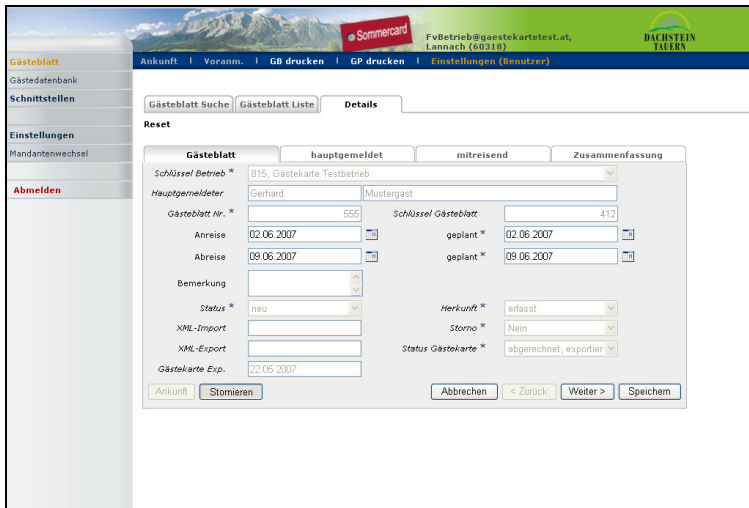 Sommercard
FvBetrieb@gaestekartetest.at,
Lannach (60318)
DACHSTEIN
TAUERN
Gästeblatt
Gästedatenbank
Schnittstellen
Einstellungen
Mandantenwechsel
Abmelden
Ankunft | Voranm. | GB drucken | GP drucken | Einstellungen (Benutzer)
Gästeblatt Suche Gästeblatt Liste Details
Reset
Gästeblatt hauptgemeldet mitreisend Zusammenfassung
Schlüssel Betrieb * 815, Gästekarte Testbetrieb
Hauptgemeldeter Gerhard Mustergast
Gästeblatt Nr. * 555 Schlüssel Gästeblatt 412
Anreise 02.06.2007 geplant * 02.06.2007
Abreise 09.06.2007 geplant * 09.06.2007
Bemerkung
Status * neu Herkunft * erfasst
XML-Import Storno * Nein
XML-Export Status Gästekarte * abgerechnet, exportier
Gästekarte Exp. 22.05.2007
Ankunft Stornieren Abbrechen < Zurück Weiter > Speichern